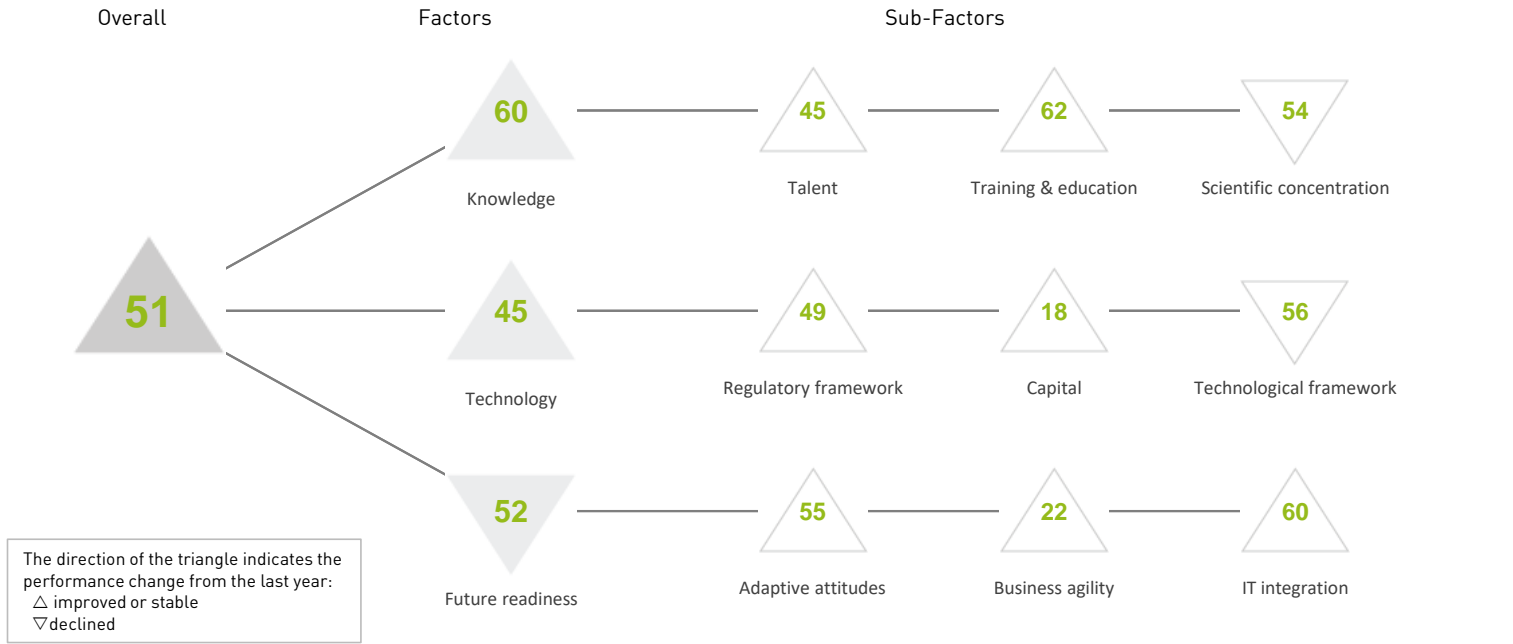 Overall Factors Sub-Factors
60 45 62 54
Knowledge Talent Training & education Scientific concentration
51 45 49 18 56
Technology Regulatory framework Capital Technological framework
52 55 22 60
Future readiness Adaptive attitudes Business agility IT integration
The direction of the triangle indicates the
performance change from the last year:
△ improved or stable
▽declined